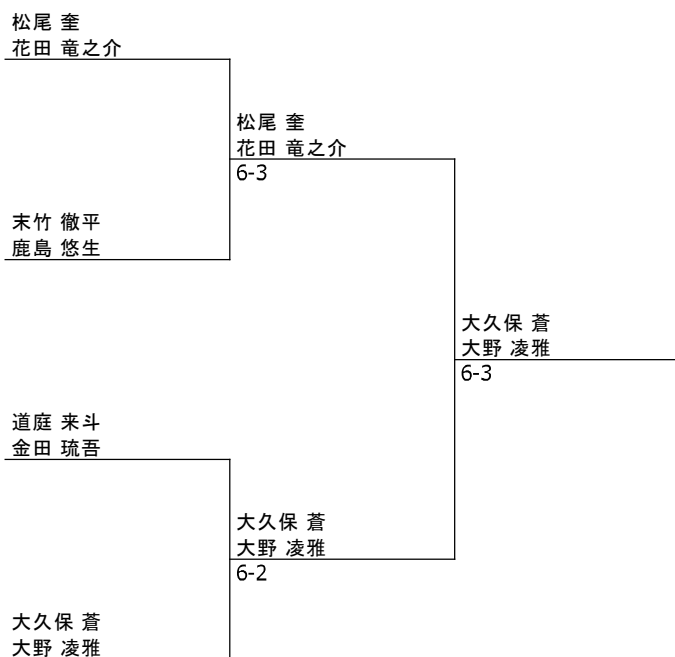 松尾 奎
花田 竜之介
松尾 奎
花田 竜之介
6-3
末竹 徹平
鹿島 悠生
大久保 蒼
大野 凌雅
6-3
道庭 来斗
金田 琉吾
大久保 蒼
大野 凌雅
6-2
大久保 蒼
大野 凌雅